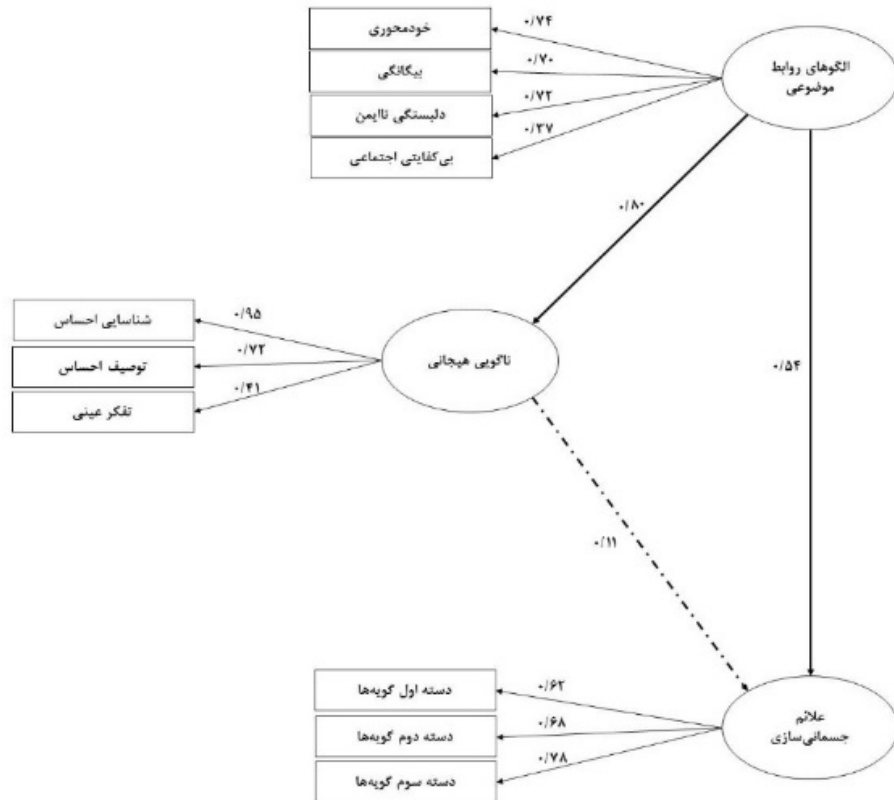 الگوهای روابط
موضوعی
۰/۷۴
خودمحوری
۰/۷۰
بیگانگی
۰/۷۲
دلبستگی ناایمن
۰/۳۷
بی‌کفایتی اجتماعی
۰/۸۰
۰/۵۴
ناگویی هیجانی
۰/۹۵
شناسایی احساس
۰/۷۲
توصیف احساس
۰/۴۱
تفکر عینی
۰/۱۱
علائم
جسمانی‌سازی
۰/۶۲
دسته اول گویه‌ها
۰/۶۸
دسته دوم گویه‌ها
۰/۷۸
دسته سوم گویه‌ها